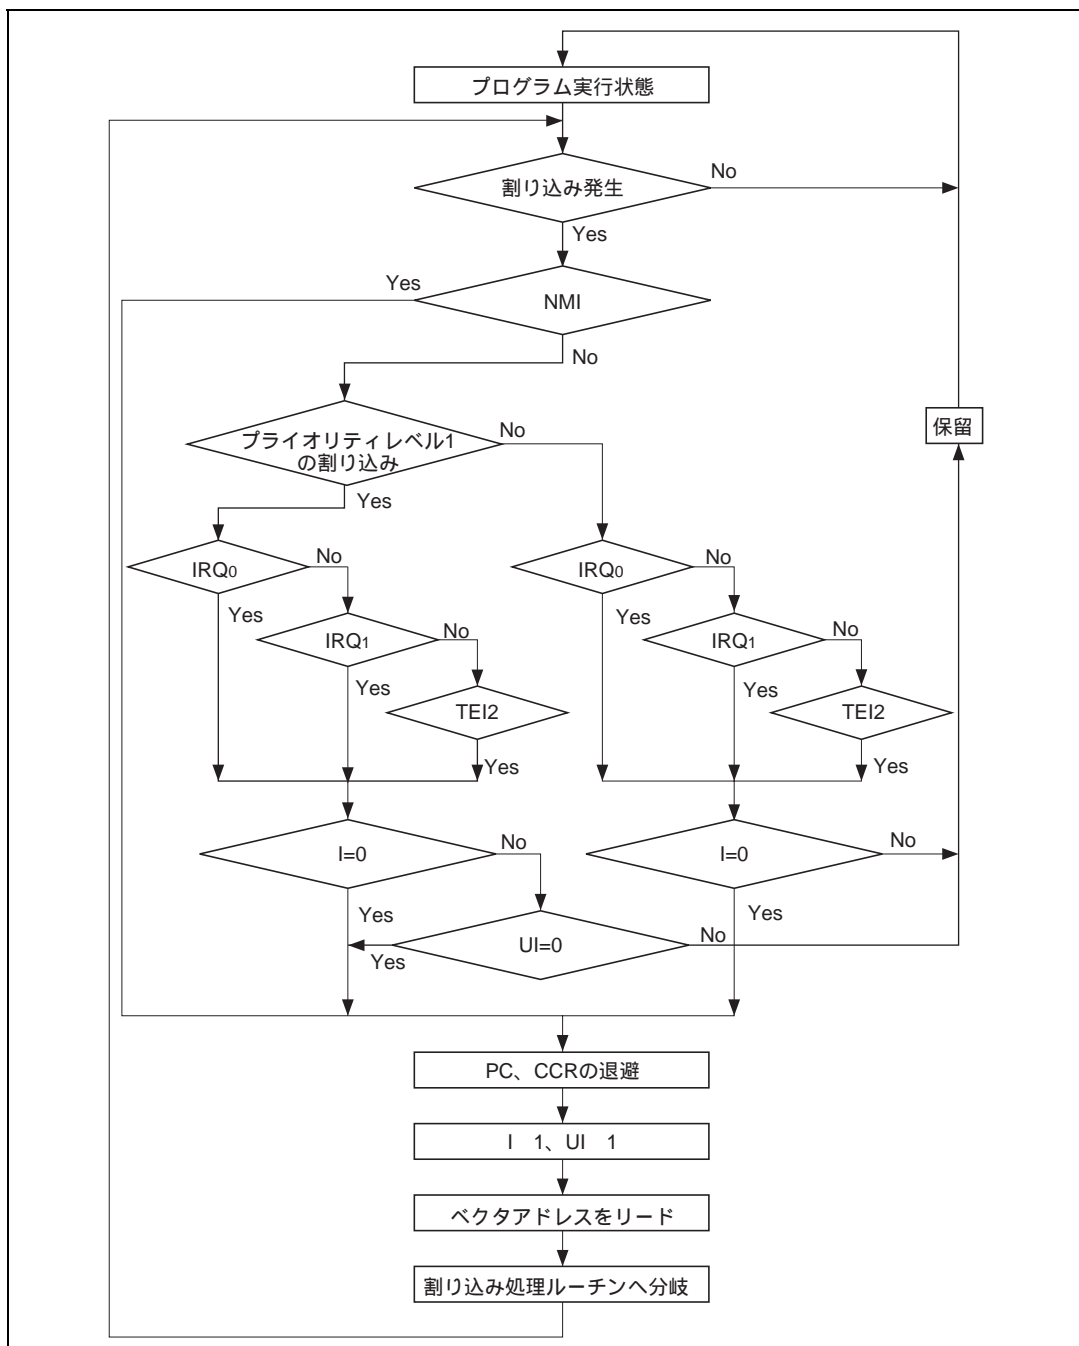 プログラム実行状態
割り込み発生
No
Yes
Yes
NMI
No
プライオリティレベル1
の割り込み
No
保留
Yes
IRQ0
No
IRQ0
No
Yes
IRQ1
No
Yes
IRQ1
No
Yes
TEI2
Yes
TEI2
Yes
Yes
I=0
No
I=0
No
Yes
Yes
UI=0
No
Yes
PC、CCRの退避
I 1、UI 1
ベクタアドレスをリード
割り込み処理ルーチンへ分岐